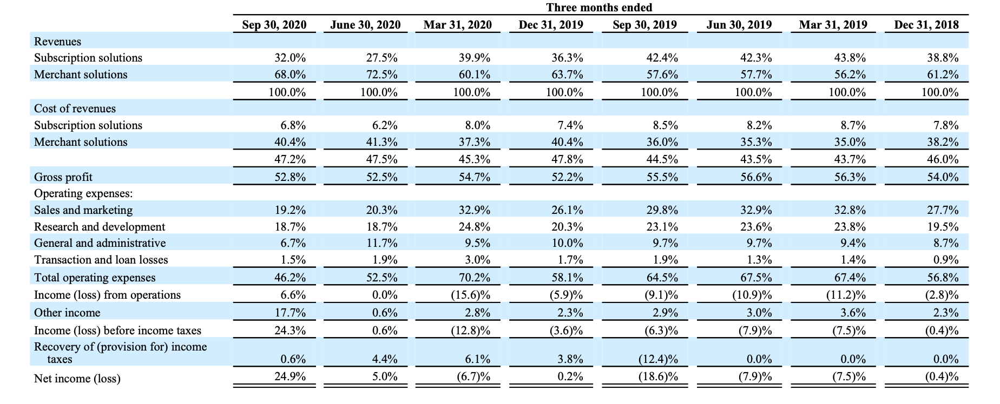 Three months ended
Sep 30, 2020 June 30, 2020 Mar 31, 2020 Dec 31, 2019 Sep 30, 2019 Jun 30, 2019 Mar 31, 2019 Dec 31, 2018
Revenues
Subscription solutions 32.0% 27.5% 39.9% 36.3% 42.4% 42.3% 43.8% 38.8%
Merchant solutions 68.0% 72.5% 60.1% 63.7% 57.6% 57.7% 56.2% 61.2%
100.0% 100.0% 100.0% 100.0% 100.0% 100.0% 100.0% 100.0%
Cost of revenues
Subscription solutions 6.8% 6.2% 8.0% 7.4% 8.5% 8.2% 8.7% 7.8%
Merchant solutions 40.4% 41.3% 37.3% 40.4% 36.0% 35.3% 35.0% 38.2%
47.2% 47.5% 45.3% 47.8% 44.5% 43.5% 43.7% 46.0%
Gross profit 52.8% 52.5% 54.7% 52.2% 55.5% 56.6% 56.3% 54.0%
Operating expenses:
Sales and marketing 19.2% 20.3% 32.9% 26.1% 29.8% 32.9% 32.8% 27.7%
Research and development 18.7% 18.7% 24.8% 20.3% 23.1% 23.6% 23.8% 19.5%
General and administrative 6.7% 11.7% 9.5% 10.0% 9.7% 9.7% 9.4% 8.7%
Transaction and loan losses 1.5% 1.9% 3.0% 1.7% 1.9% 1.3% 1.4% 0.9%
Total operating expenses 46.2% 52.5% 70.2% 58.1% 64.5% 67.5% 67.4% 56.8%
Income (loss) from operations 6.6% 0.0% (15.6)% (5.9)% (9.1)% (10.9)% (11.2)% (2.8)%
Other income 17.7% 0.6% 2.8% 2.3% 2.9% 3.0% 3.6% 2.3%
Income (loss) before income taxes 24.3% 0.6% (12.8)% (3.6)% (6.3)% (7.9)% (7.5)% (0.4)%
Recovery of (provision for) income
taxes 0.6% 4.4% 6.1% 3.8% (12.4)% 0.0% 0.0% 0.0%
Net income (loss) 24.9% 5.0% (6.7)% 0.2% (18.6)% (7.9)% (7.5)% (0.4)%